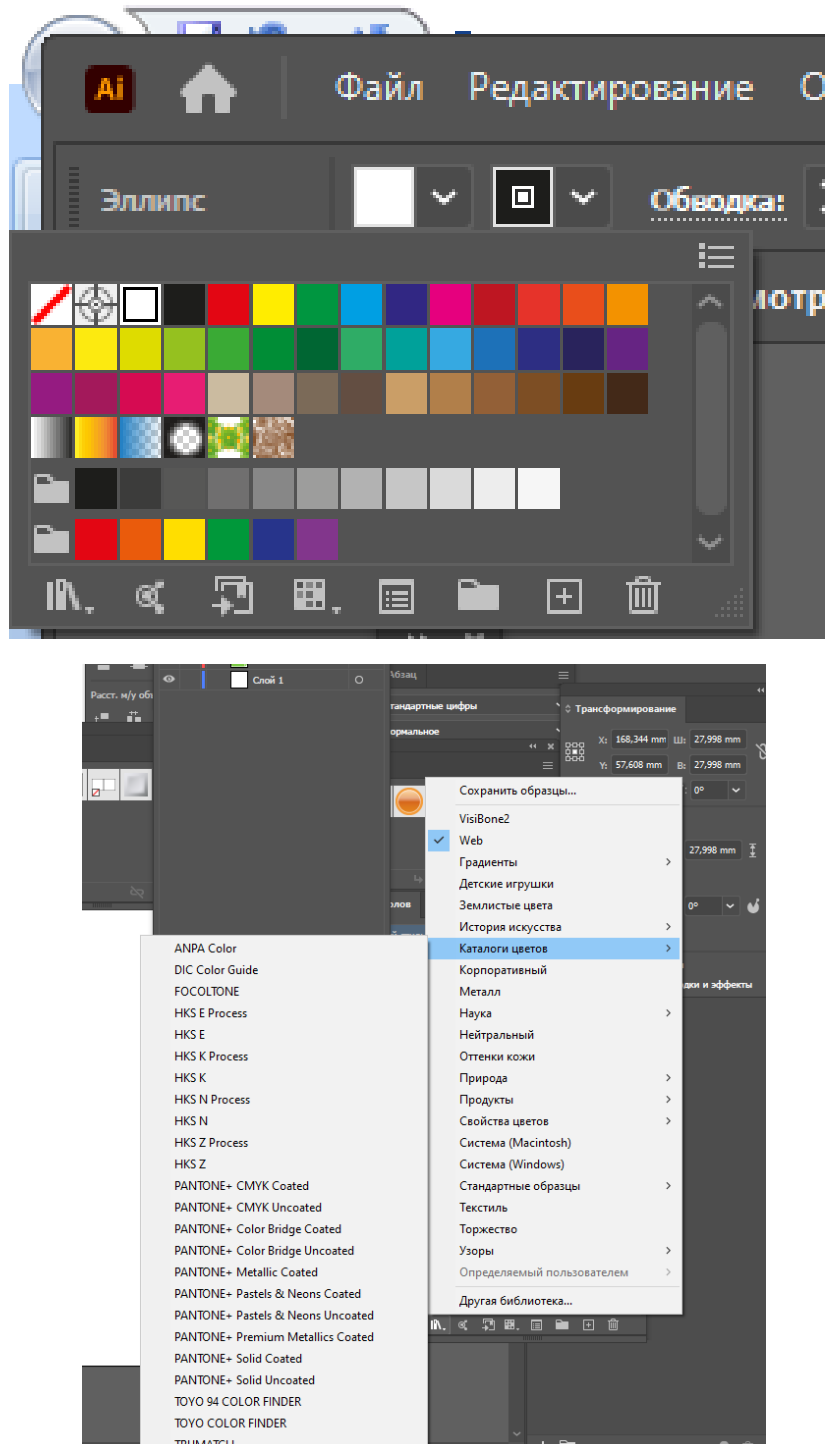 Ai
Файл Редактирование
Эллипс Обводка:
Слой 1
Абзац
Расст. м/у
Трансформирование
X: 168,344 mm Ш: 27,998 mm
Y: 57,608 mm В: 27,998 mm
0°
27,998 mm
0°
и эффекты
Сохранить образцы...
VisiBone2
Web
Градиенты
Детские игрушки
Землистые цвета
История искусства
Каталоги цветов
Корпоративный
Металл
Наука
Нейтральный
Оттенки кожи
Природа
Продукты
Свойства цветов
Система (Macintosh)
Система (Windows)
Стандартные образцы
Текстиль
Торжество
Узоры
Определяемый пользователем
Другая библиотека...
ANPA Color
DIC Color Guide
FOCOLTONE
HKS E Process
HKS E
HKS K Process
HKS K
HKS N Process
HKS N
HKS Z Process
HKS Z
PANTONE+ CMYK Coated
PANTONE+ CMYK Uncoated
PANTONE+ Color Bridge Coated
PANTONE+ Color Bridge Uncoated
PANTONE+ Metallic Coated
PANTONE+ Pastels & Neons Coated
PANTONE+ Pastels & Neons Uncoated
PANTONE+ Premium Metallics Coated
PANTONE+ Solid Coated
PANTONE+ Solid Uncoated
TOYO 94 COLOR FINDER
TOYO COLOR FINDER